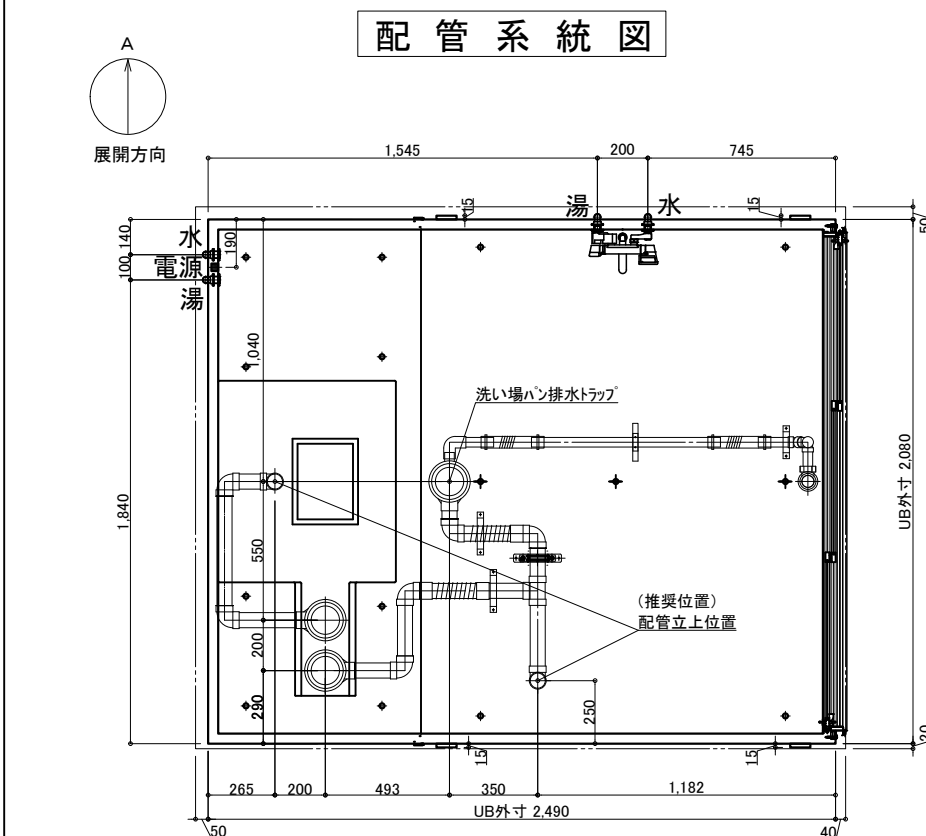 配管系統図
A
展開方向
1,545 200 745
15 15
湯 水
50
140
水
190
電源
100
湯
1,040
洗い場パン排水トラップ
UB外寸 2,080
1,840
550
(推奨位置)
配管立上位置
200
290
250
15 15
20
265 200 493 350 1,182
UB外寸 2,490
50 40